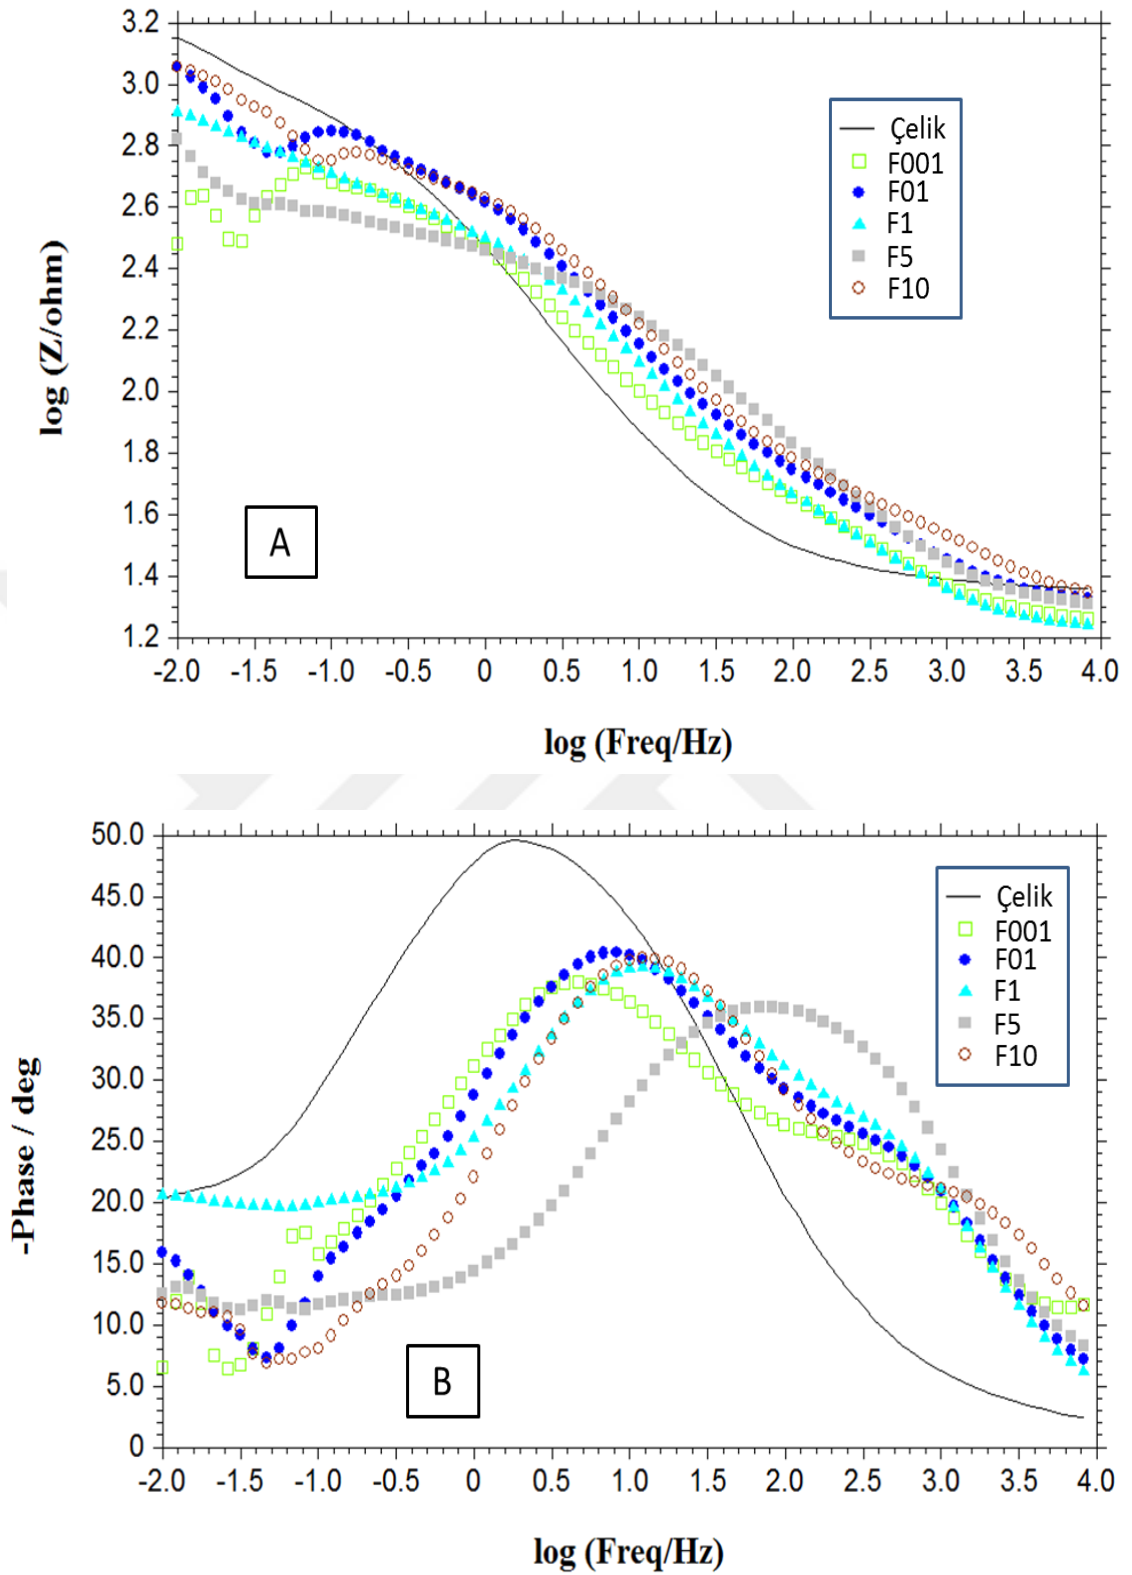 3.2
3.0
2.8
2.6
2.4
2.2
2.0
1.8
1.6
1.4
1.2
log (Z/ohm)
Çelik
F001
F01
F1
F5
F10
A
-2.0 -1.5 -1.0 -0.5 0 0.5 1.0 1.5 2.0 2.5 3.0 3.5 4.0
log (Freq/Hz)
50.0
45.0
40.0
35.0
30.0
25.0
20.0
15.0
10.0
5.0
0
-Phase / deg
Çelik
F001
F01
F1
F5
F10
B
-2.0 -1.5 -1.0 -0.5 0 0.5 1.0 1.5 2.0 2.5 3.0 3.5 4.0
log (Freq/Hz)